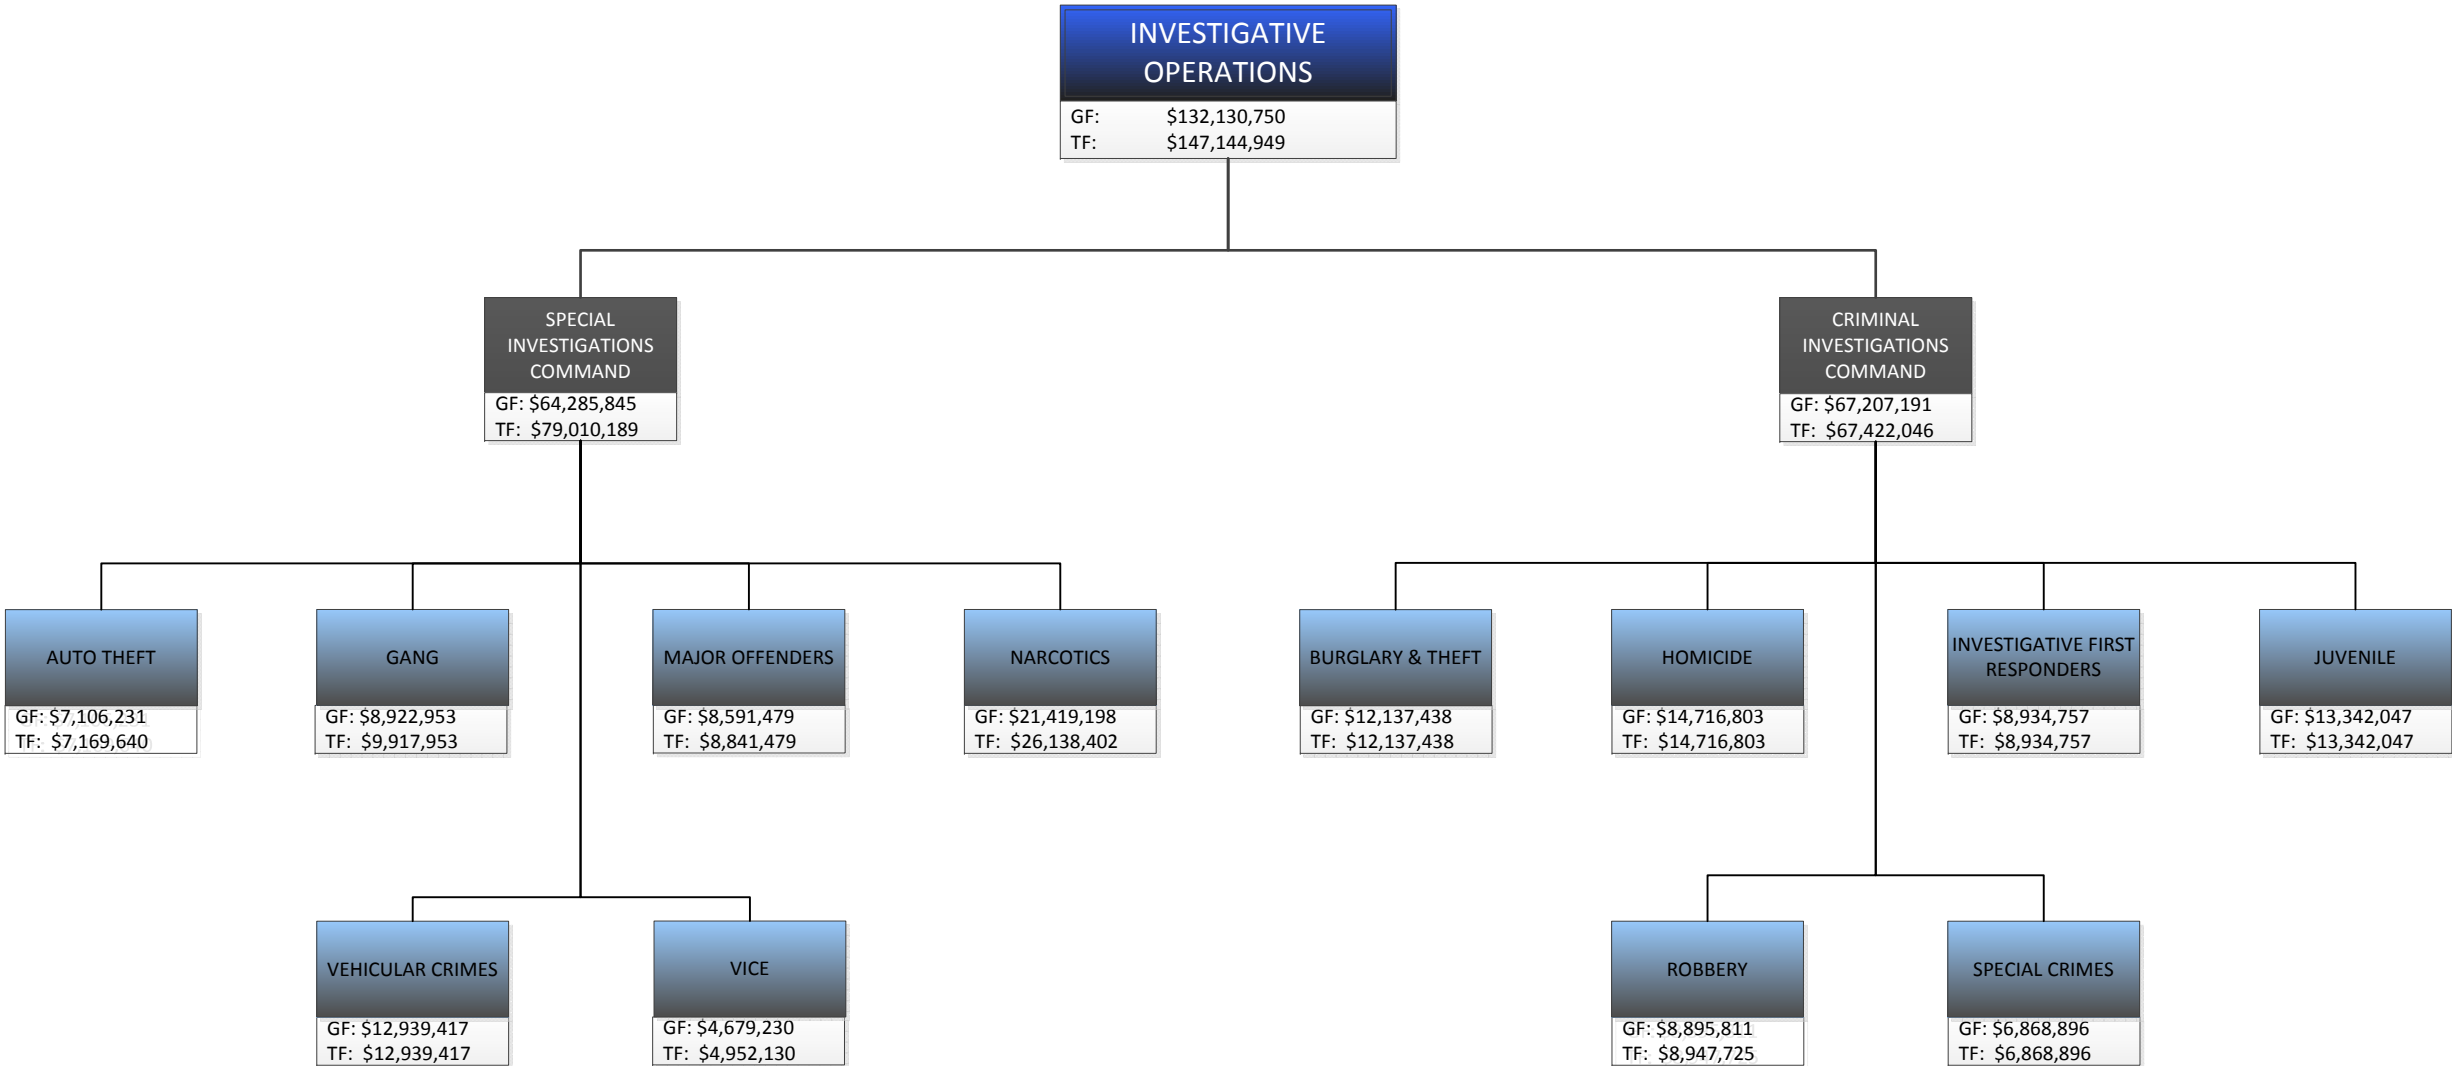 INVESTIGATIVE
OPERATIONS
GF: $132,130,750
TF: $147,144,949
SPECIAL
INVESTIGATIONS
COMMAND
GF: $64,285,845
TF: $79,010,189
CRIMINAL
INVESTIGATIONS
COMMAND
GF: $67,207,191
TF: $67,422,046
AUTO THEFT
GF: $7,106,231
TF: $7,169,640
GANG
GF: $8,922,953
TF: $9,917,953
MAJOR OFFENDERS
GF: $8,591,479
TF: $8,841,479
NARCOTICS
GF: $21,419,198
TF: $26,138,402
BURGLARY & THEFT
GF: $12,137,438
TF: $12,137,438
HOMICIDE
GF: $14,716,803
TF: $14,716,803
INVESTIGATIVE FIRST
RESPONDERS
GF: $8,934,757
TF: $8,934,757
JUVENILE
GF: $13,342,047
TF: $13,342,047
VEHICULAR CRIMES
GF: $12,939,417
TF: $12,939,417
VICE
GF: $4,679,230
TF: $4,952,130
ROBBERY
GF: $8,895,811
TF: $8,947,725
SPECIAL CRIMES
GF: $6,868,896
TF: $6,868,896